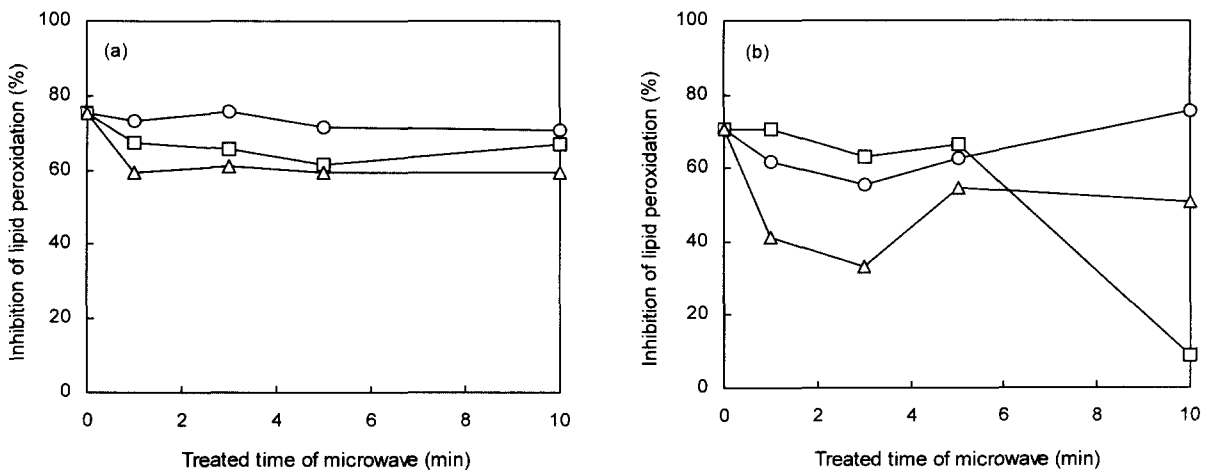 (a)
Inhibition of lipid peroxidation (%)
100
80
60
40
20
0
0 2 4 6 8 10
Treated time of microwave (min)
(b)
Inhibition of lipid peroxidation (%)
100
80
60
40
20
0
0 2 4 6 8 10
Treated time of microwave (min)